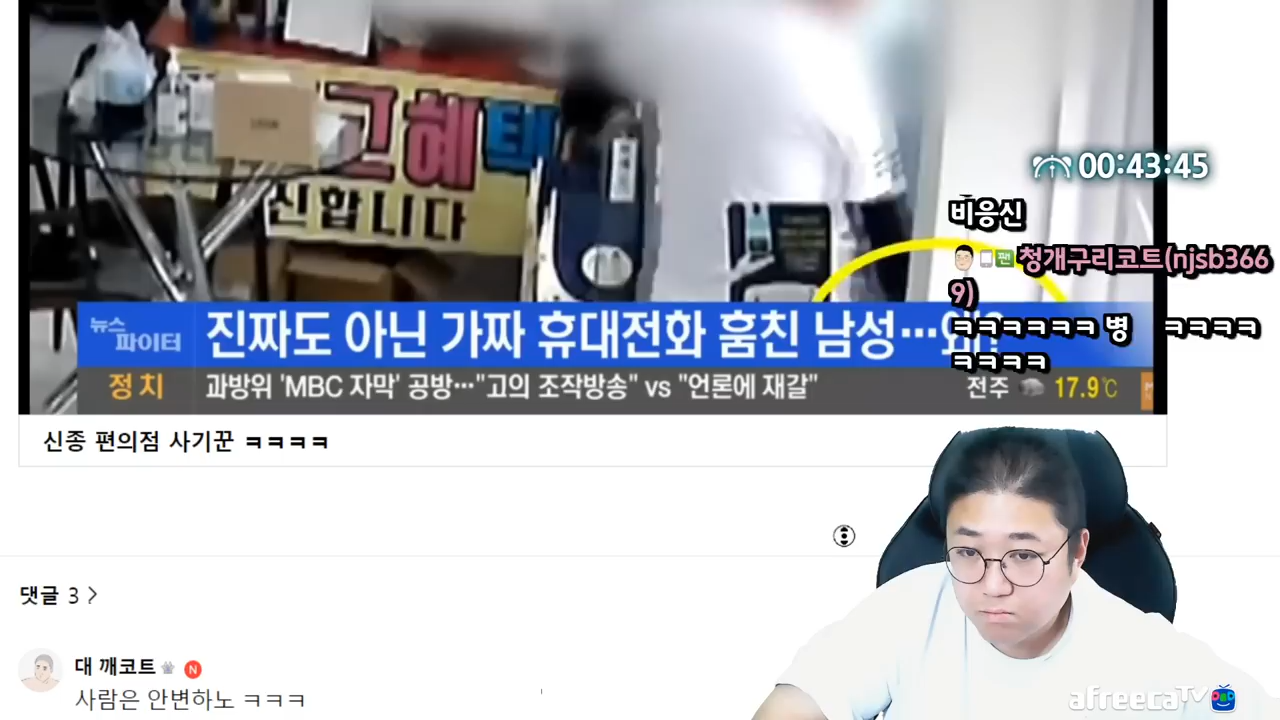 고혜택
신합니다
00:43:45
비응신
팬 청개구리코트(njsb366
9)
ㅋㅋㅋㅋㅋㅋ 병 ㅋㅋㅋㅋ
ㅋㅋㅋㅋ
뉴스
파이터
진짜도 아닌 가짜 휴대전화 훔친 남성…왜?
정치 과방위 'MBC 자막' 공방…"고의 조작방송" vs "언론에 재갈" 전주 17.9℃
신종 편의점 사기꾼 ㅋㅋㅋㅋ
댓글 3 >
대 깨코트 N
사람은 안변하노 ㅋㅋㅋ
afreecaTV